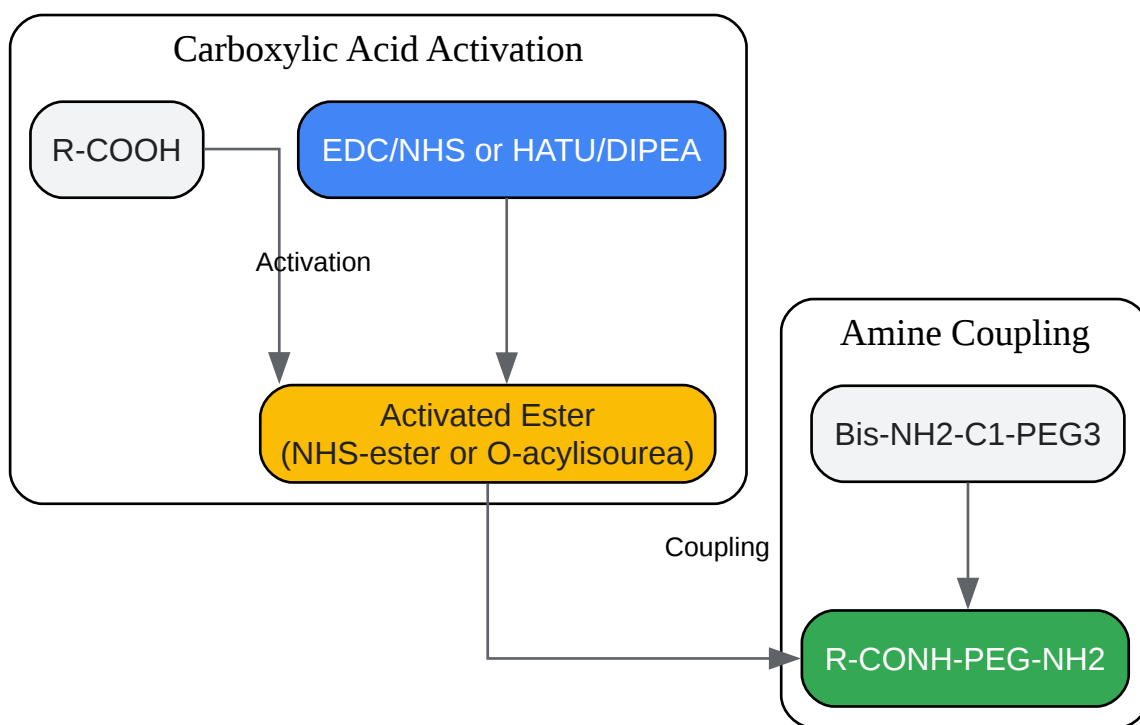 Carboxylic Acid Activation
R-COOH
EDC/NHS or HATU/DIPEA
Activation
Activated Ester
(NHS-ester or O-acylisourea)
Amine Coupling
Bis-NH2-C1-PEG3
Coupling
R-CONH-PEG-NH2